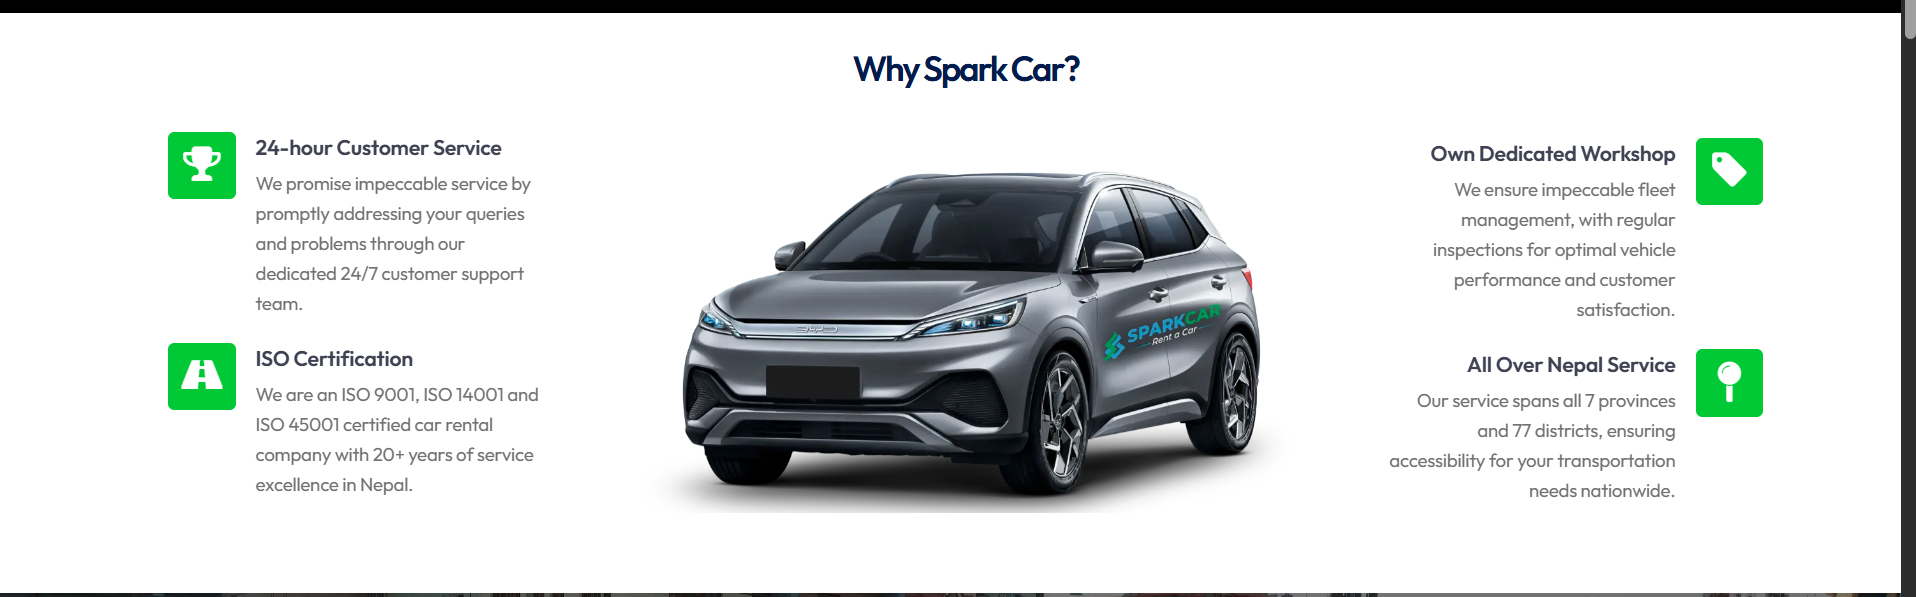 Why Spark Car?
24-hour Customer Service
We promise impeccable service by
promptly addressing your queries
and problems through our
dedicated 24/7 customer support
team.
ISO Certification
We are an ISO 9001, ISO 14001 and
ISO 45001 certified car rental
company with 20+ years of service
excellence in Nepal.
BYD
SPARKCAR
Rent a Car
Own Dedicated Workshop
We ensure impeccable fleet
management, with regular
inspections for optimal vehicle
performance and customer
satisfaction.
All Over Nepal Service
Our service spans all 7 provinces
and 77 districts, ensuring
accessibility for your transportation
needs nationwide.